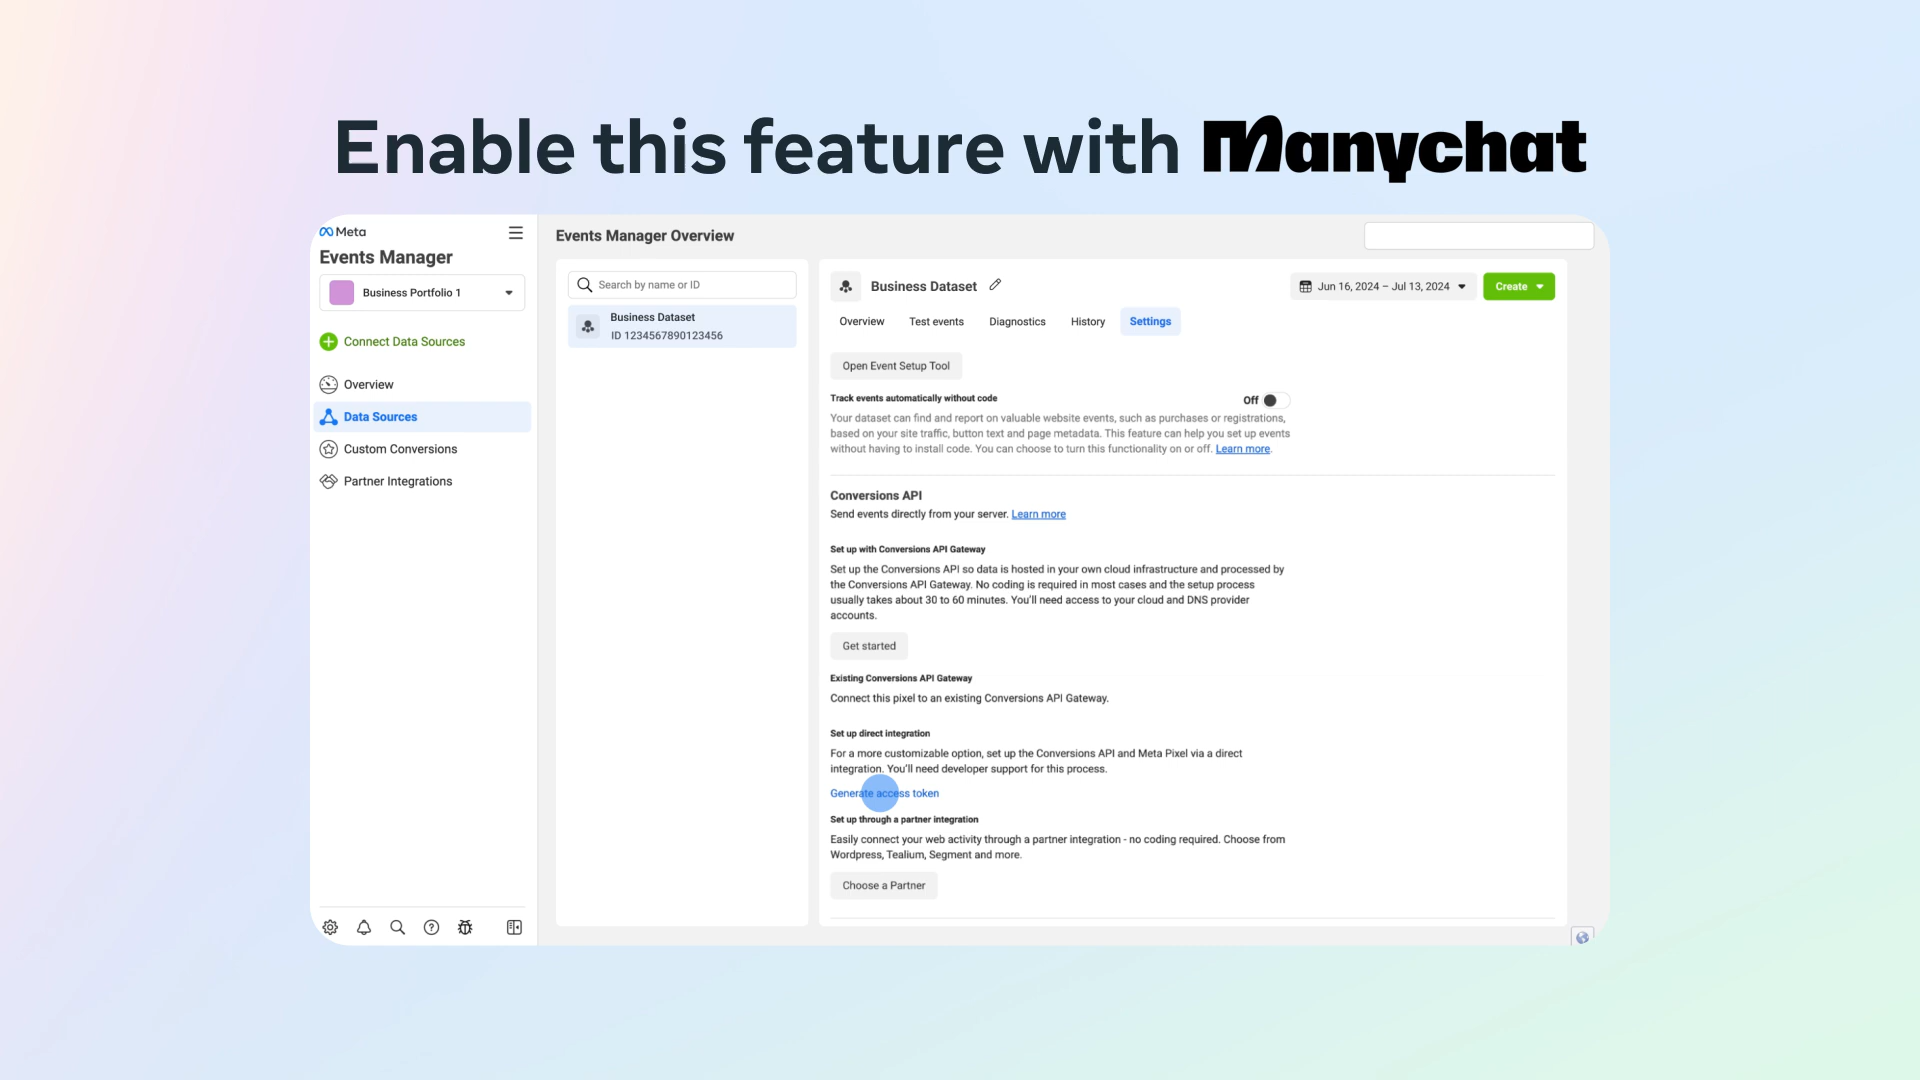 Enable this feature with Manychat
Meta
Events Manager
Business Portfolio 1
Connect Data Sources
Overview
Data Sources
Custom Conversions
Partner Integrations
Events Manager Overview
Search by name or ID
Business Dataset
ID 1234567890123456
Business Dataset
Jun 16, 2024 – Jul 13, 2024
Create
Overview
Test events
Diagnostics
History
Settings
Open Event Setup Tool
Track events automatically without code
Off
Your dataset can find and report on valuable website events, such as purchases or registrations,
based on your site traffic, button text and page metadata. This feature can help you set up events
without having to install code. You can choose to turn this functionality on or off. Learn more.
Conversions API
Send events directly from your server. Learn more
Set up with Conversions API Gateway
Set up the Conversions API so data is hosted in your own cloud infrastructure and processed by
the Conversions API Gateway. No coding is required in most cases and the setup process
usually takes about 30 to 60 minutes. You'll need access to your cloud and DNS provider
accounts.
Get started
Existing Conversions API Gateway
Connect this pixel to an existing Conversions API Gateway.
Set up direct integration
For a more customizable option, set up the Conversions API and Meta Pixel via a direct
integration. You'll need developer support for this process.
Generate access token
Set up through a partner integration
Easily connect your web activity through a partner integration - no coding required. Choose from
Wordpress, Tealium, Segment and more.
Choose a Partner